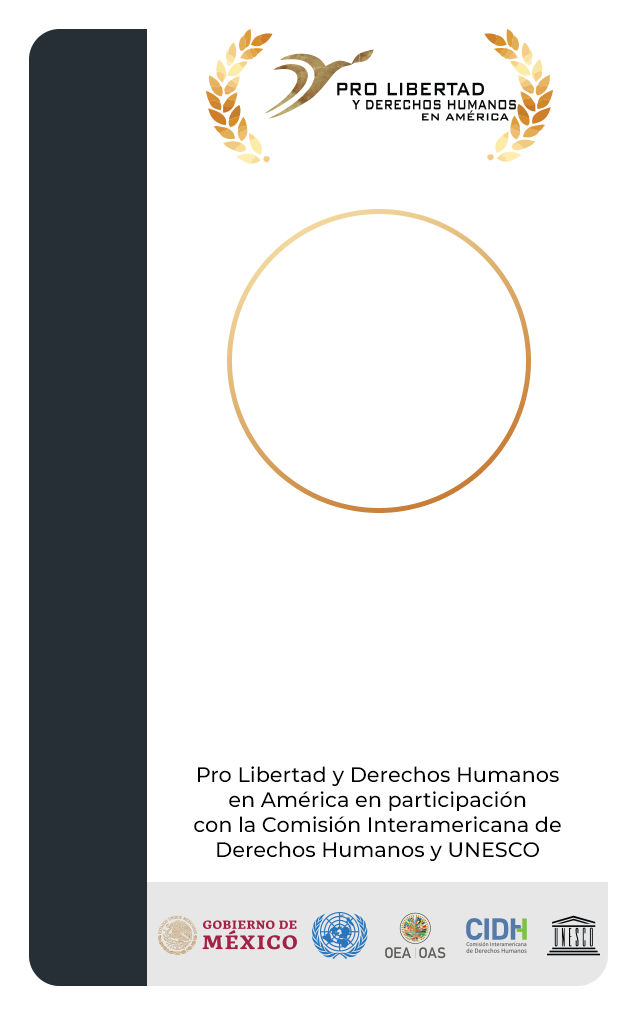 PRO LIBERTAD
Y DERECHOS HUMANOS
EN AMÉRICA
Pro Libertad y Derechos Humanos
en América en participación
con la Comisión Interamericana de
Derechos Humanos y UNESCO
GOBIERNO DE
MÉXICO
OEA OAS
CIDH
Comisión Interamericana
de Derechos Humanos
UNESCO